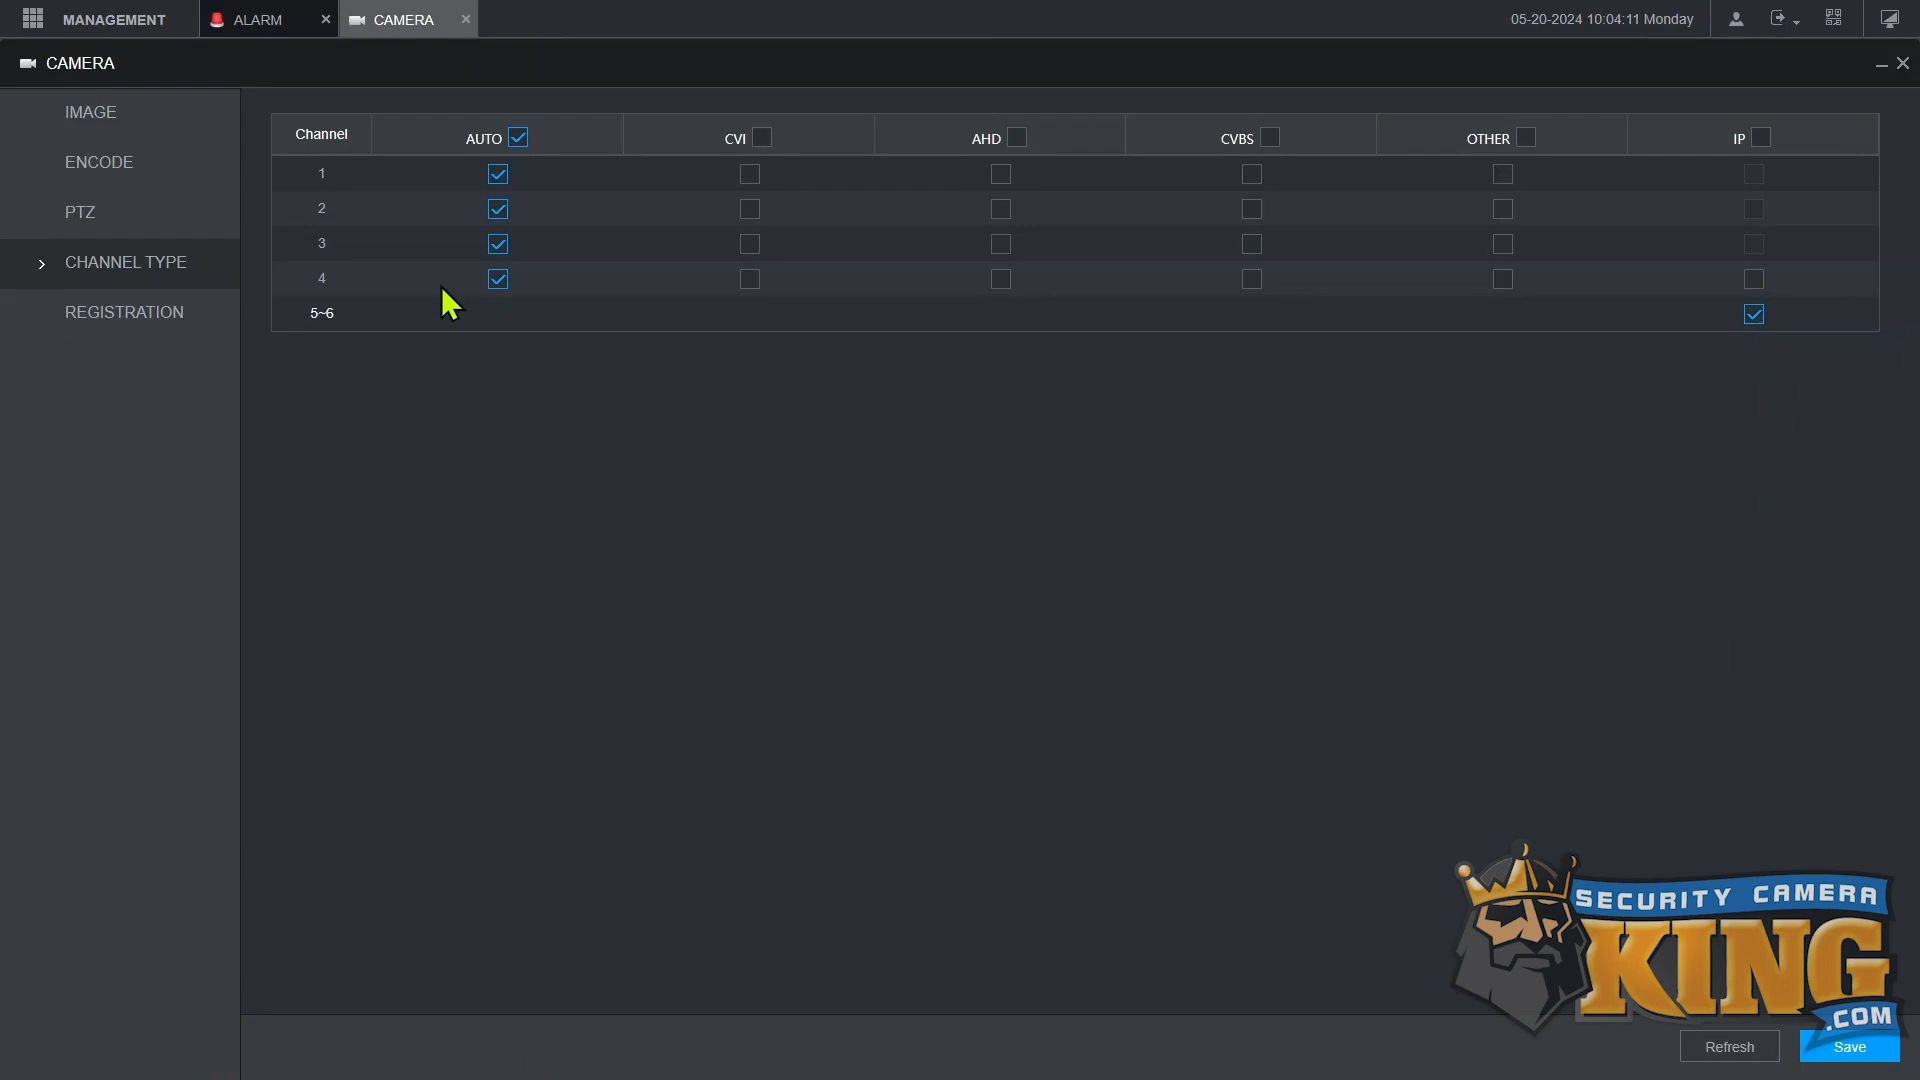 MANAGEMENT ALARM CAMERA 05-20-2024 10:04:11 Monday
CAMERA
IMAGE
ENCODE
PTZ
CHANNEL TYPE
REGISTRATION
Channel AUTO CVI AHD CVBS OTHER IP
1
2
3
4
5~6
SECURITY CAMERA
KING
.COM
Refresh Save